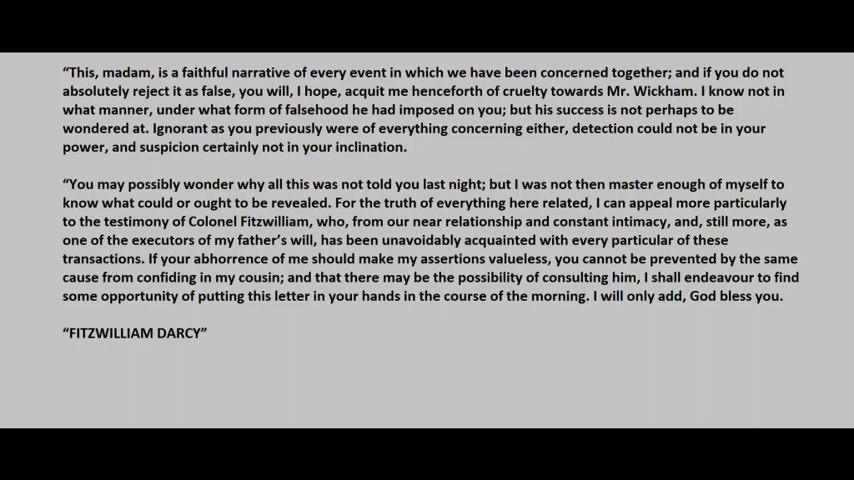 “This, madam, is a faithful narrative of every event in which we have been concerned together; and if you do not
absolutely reject it as false, you will, I hope, acquit me henceforth of cruelty towards Mr. Wickham. I know not in
what manner, under what form of falsehood he had imposed on you; but his success is not perhaps to be
wondered at. Ignorant as you previously were of everything concerning either, detection could not be in your
power, and suspicion certainly not in your inclination.
“You may possibly wonder why all this was not told you last night; but I was not then master enough of myself to
know what could or ought to be revealed. For the truth of everything here related, I can appeal more particularly
to the testimony of Colonel Fitzwilliam, who, from our near relationship and constant intimacy, and, still more, as
one of the executors of my father’s will, has been unavoidably acquainted with every particular of these
transactions. If your abhorrence of me should make my assertions valueless, you cannot be prevented by the same
cause from confiding in my cousin; and that there may be the possibility of consulting him, I shall endeavour to find
some opportunity of putting this letter in your hands in the course of the morning. I will only add, God bless you.
“FITZWILLIAM DARCY”